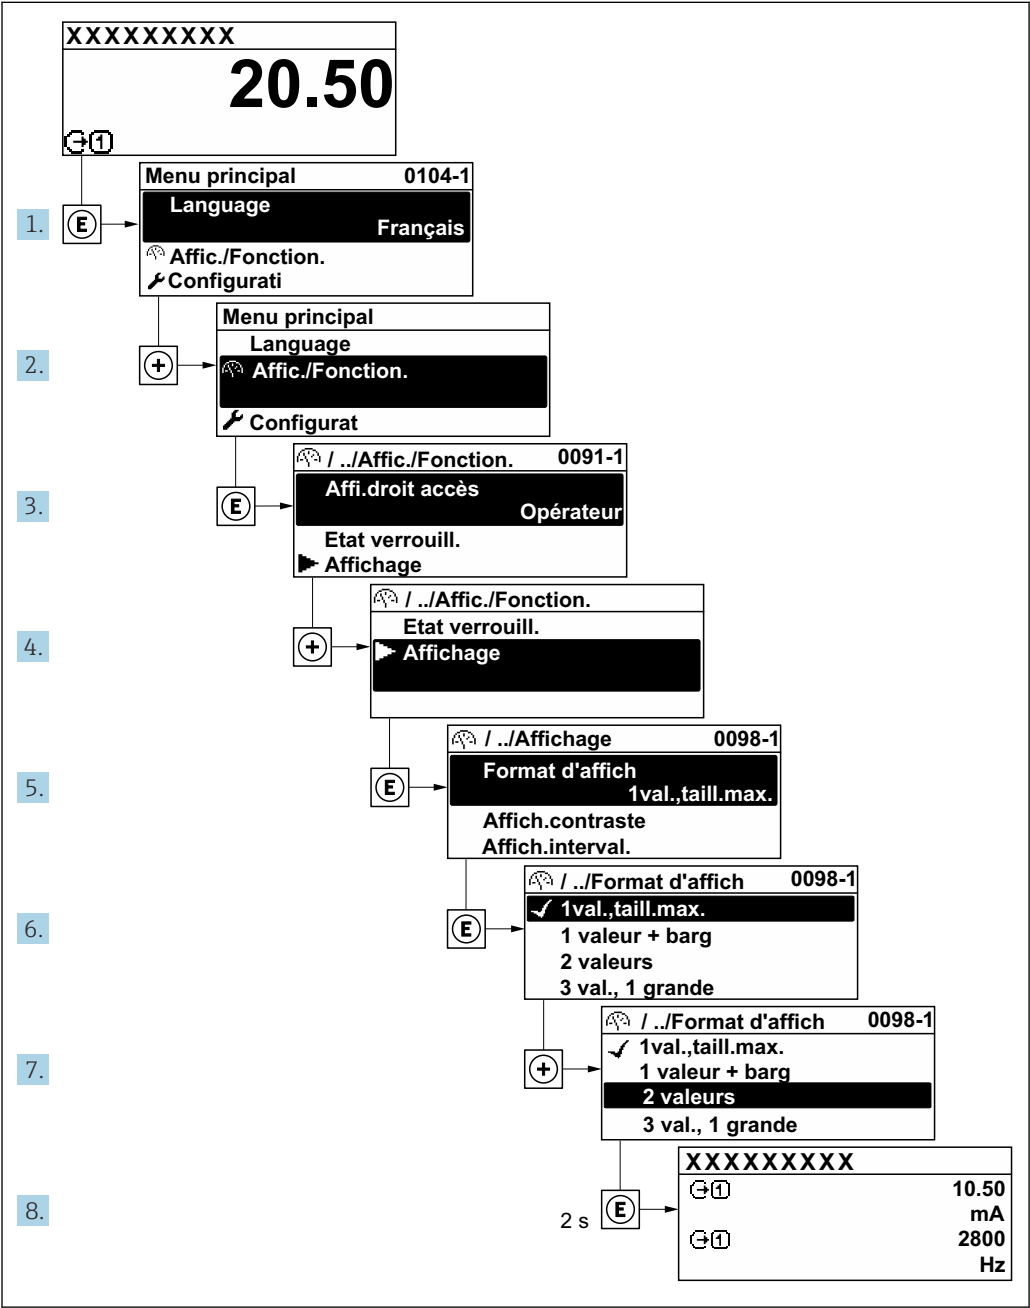 XXXXXXXXX
20.50
1
Menu principal 0104-1
Language
Français
1. E
Affic./Fonction.
Configurati
Menu principal
Language
2. + Affic./Fonction.
Configurat
/ ../Affic./Fonction. 0091-1
Affi.droit accès
3. E Opérateur
Etat verrouill.
Affichage
/ ../Affic./Fonction.
Etat verrouill.
4. + Affichage
/ ../Affichage 0098-1
Format d'affich
5. E 1val.,taill.max.
Affich.contraste
Affich.interval.
/ ../Format d'affich 0098-1
1val.,taill.max.
6. E 1 valeur + barg
2 valeurs
3 val., 1 grande
/ ../Format d'affich 0098-1
1val.,taill.max.
7. + 1 valeur + barg
2 valeurs
3 val., 1 grande
XXXXXXXXX
1 10.50
8. 2 s E mA
1 2800
Hz